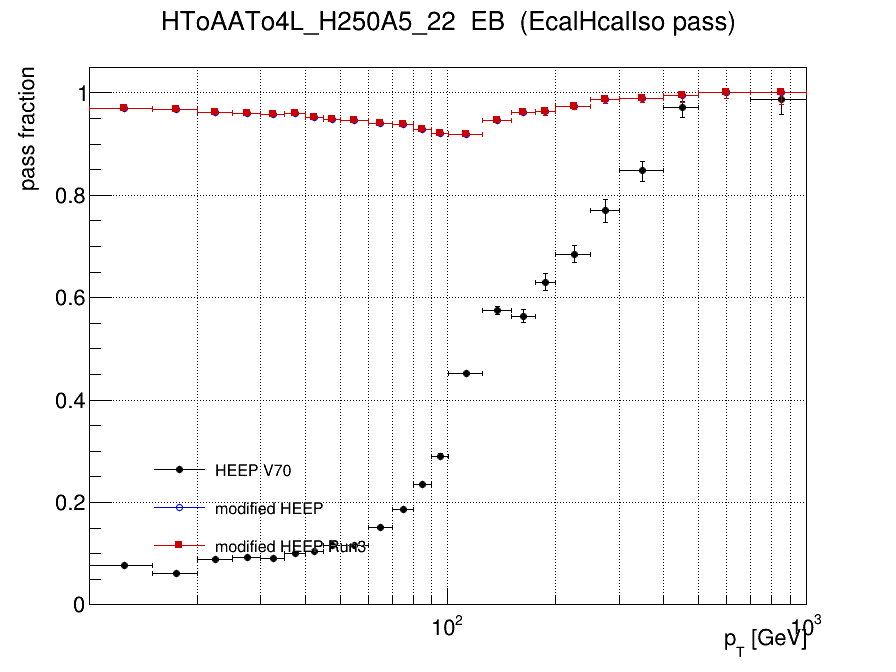 HToAATo4L_H250A5_22 EB (EcalHcalIso pass)
pass fraction
1
0.8
0.6
0.4
0.2
0
HEEP V70
modified HEEP
modified HEEP Run3
10²
10³
p_T [GeV]